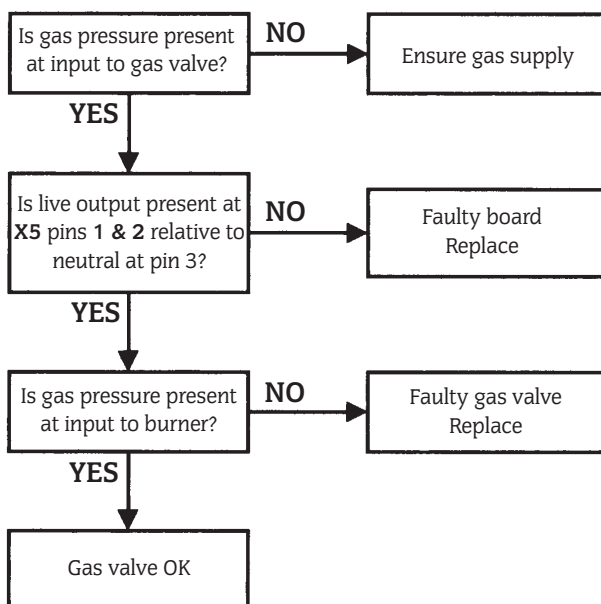 Is gas pressure present
at input to gas valve?
NO
Ensure gas supply
YES
Is live output present at
X5 pins 1 & 2 relative to
neutral at pin 3?
NO
Faulty board
Replace
YES
Is gas pressure present
at input to burner?
NO
Faulty gas valve
Replace
YES
Gas valve OK